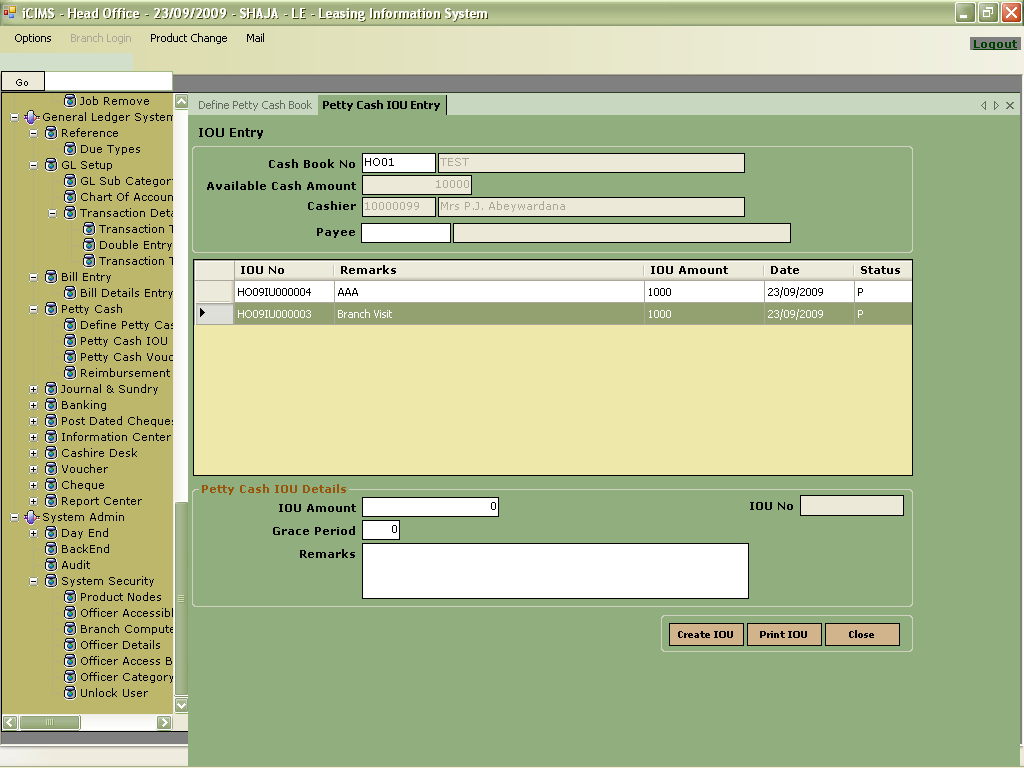 iCIMS - Head Office - 23/09/2009 - SHAJA - LE - Leasing Information System
Options Branch Login Product Change Mail
Logout
Go
Job Remove
General Ledger System
Reference
Due Types
GL Setup
GL Sub Categor
Chart Of Accoun
Transaction Deta
Transaction T
Double Entry
Transaction T
Bill Entry
Bill Details Entry
Petty Cash
Define Petty Cas
Petty Cash IOU
Petty Cash Vouc
Reimbursement
Journal & Sundry
Banking
Post Dated Cheques
Information Center
Cashire Desk
Voucher
Cheque
Report Center
System Admin
Day End
BackEnd
Audit
System Security
Product Nodes
Officer Accessibl
Branch Compute
Officer Details
Officer Access B
Officer Category
Unlock User
Define Petty Cash Book Petty Cash IOU Entry
IOU Entry
Cash Book No HO01 TEST
Available Cash Amount 10000
Cashier 10000099 Mrs P.J. Abeywardana
Payee
IOU No Remarks IOU Amount Date Status
HO09IU000004 AAA 1000 23/09/2009 P
HO09IU000003 Branch Visit 1000 23/09/2009 P
Petty Cash IOU Details
IOU Amount 0 IOU No
Grace Period 0
Remarks
Create IOU Print IOU Close